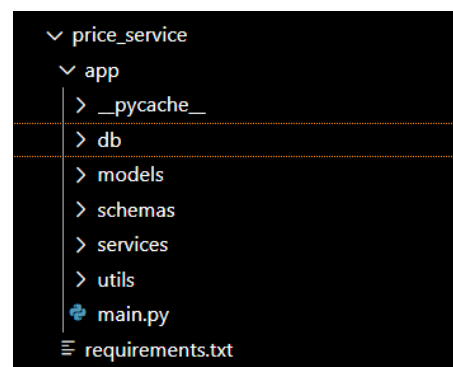 price_service
app
__pycache__
db
models
schemas
services
utils
main.py
requirements.txt